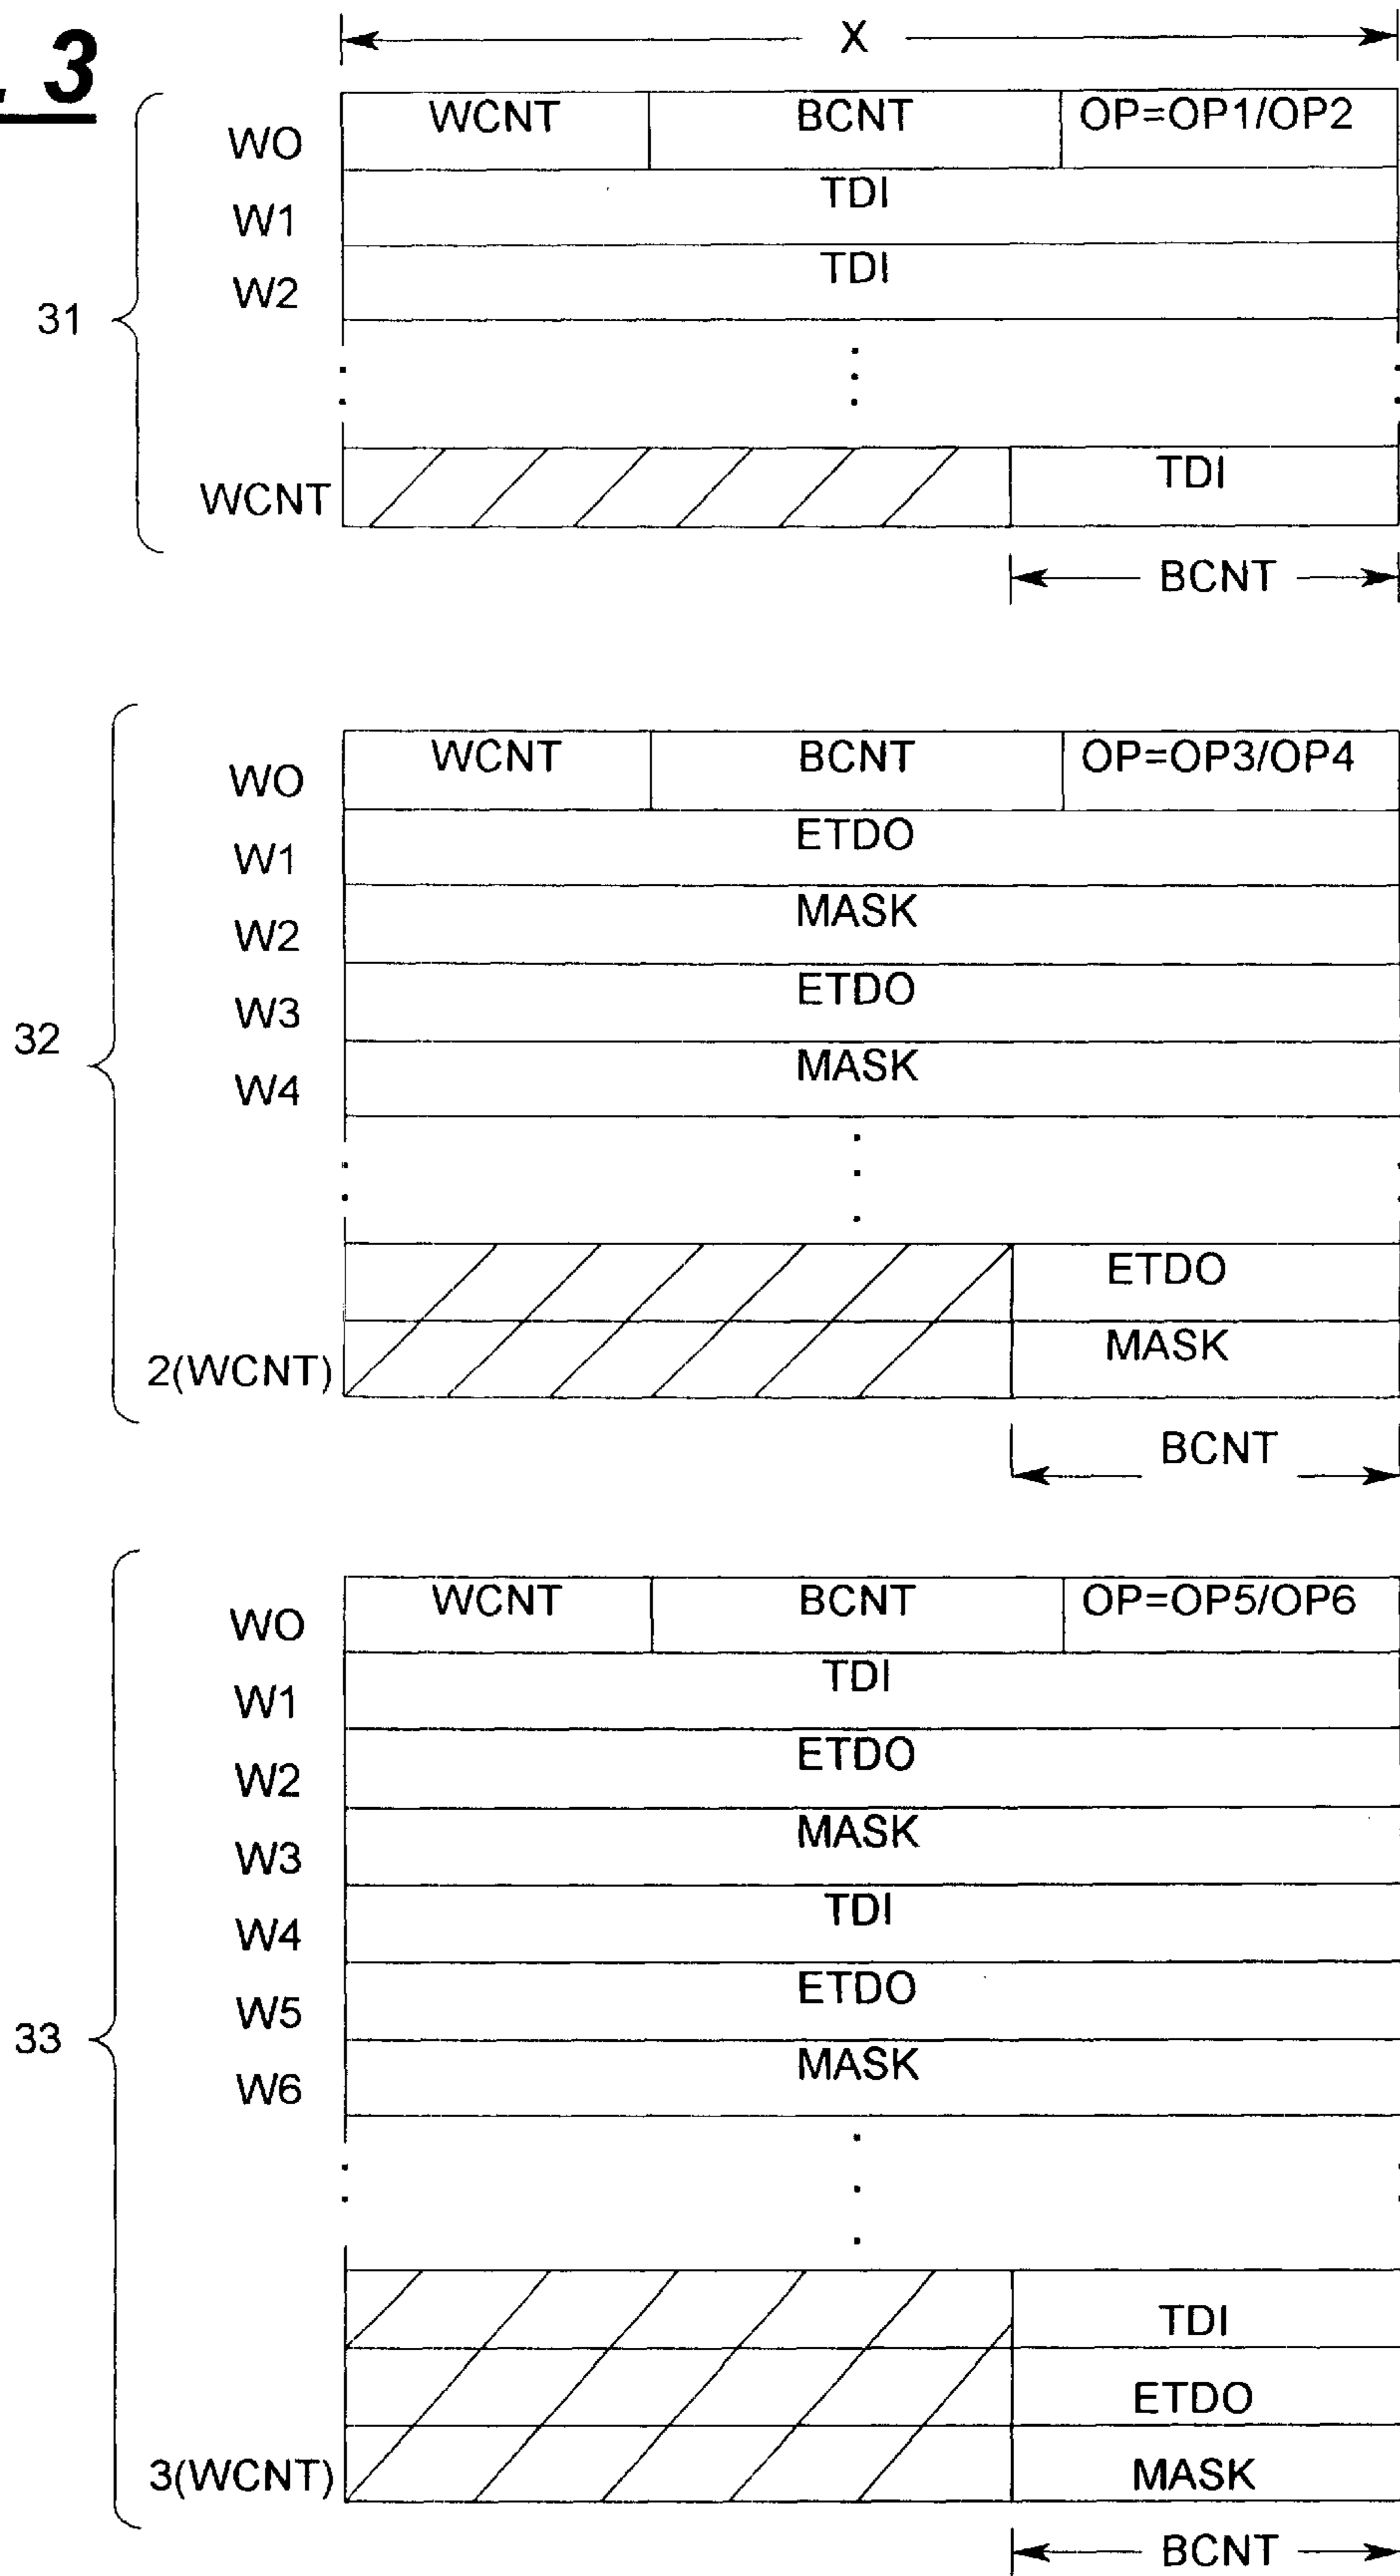 . 3
X
WO WCNT BCNT OP=OP1/OP2
W1 TDI
W2 TDI
31
WCNT TDI
BCNT
WO WCNT BCNT OP=OP3/OP4
W1 ETDO
W2 MASK
W3 ETDO
32
W4 MASK
ETDO
2(WCNT) MASK
BCNT
WO WCNT BCNT OP=OP5/OP6
W1 TDI
W2 ETDO
W3 MASK
W4 TDI
W5 ETDO
33
W6 MASK
TDI
ETDO
3(WCNT) MASK
BCNT